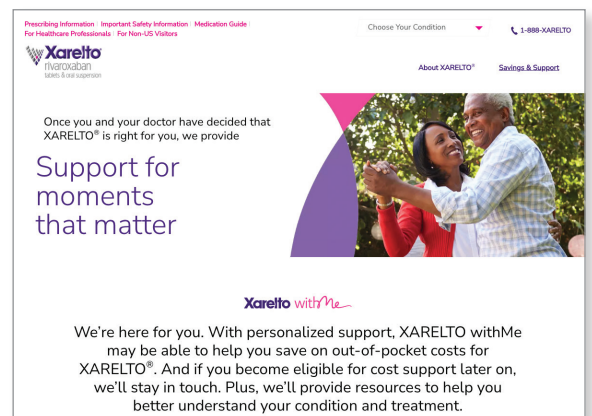 Prescribing Information | Important Safety Information | Medication Guide |
For Healthcare Professionals | For Non-US Visitors
Choose Your Condition
1-888-XARELTO
Xarelto®
rivaroxaban
tablets & oral suspension
About XARELTO®
Savings & Support
Once you and your doctor have decided that
XARELTO® is right for you, we provide
Support for
moments
that matter
Xarelto withMe
We’re here for you. With personalized support, XARELTO withMe
may be able to help you save on out-of-pocket costs for
XARELTO®. And if you become eligible for cost support later on,
we’ll stay in touch. Plus, we’ll provide resources to help you
better understand your condition and treatment.